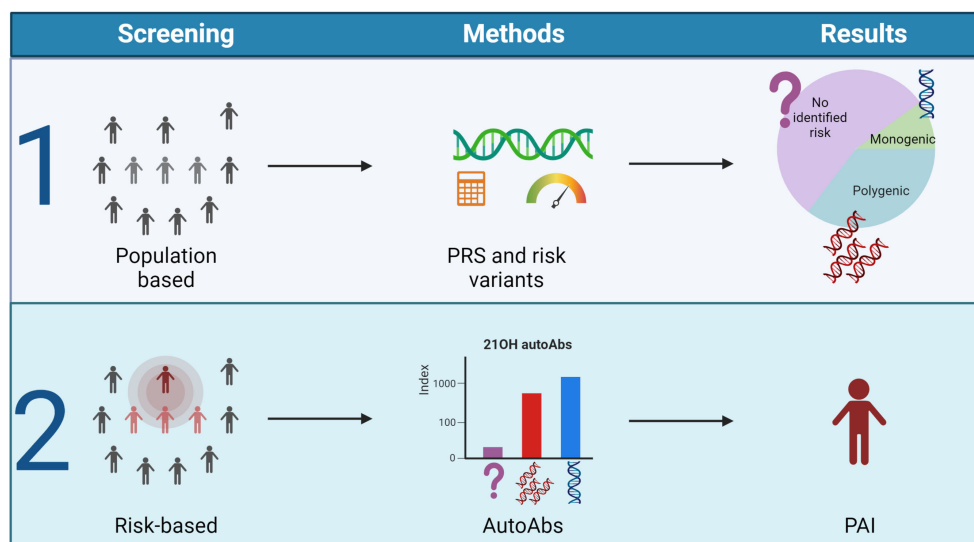 Screening
Methods
Results
1
?
No
identified
risk
Monogenic
Polygenic
Population
based
PRS and risk
variants
2
21OH autoAbs
Index
1000
100
0
?
Risk-based
AutoAbs
PAI